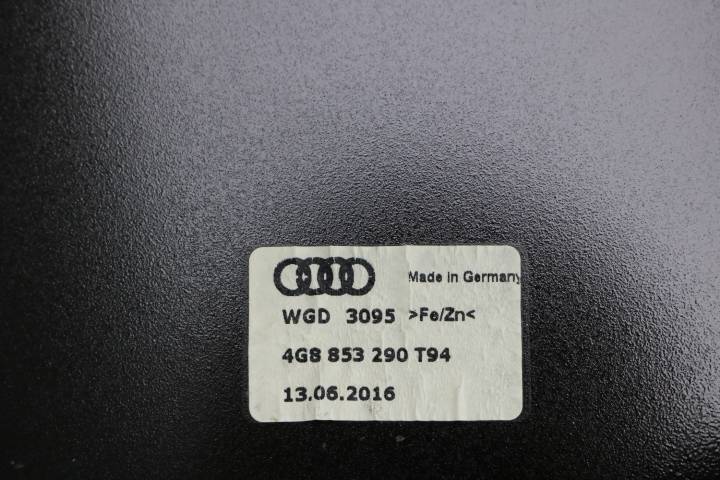 Made in Germany
WGD 3095 >Fe/Zn<
4G8 853 290 T94
13.06.2016